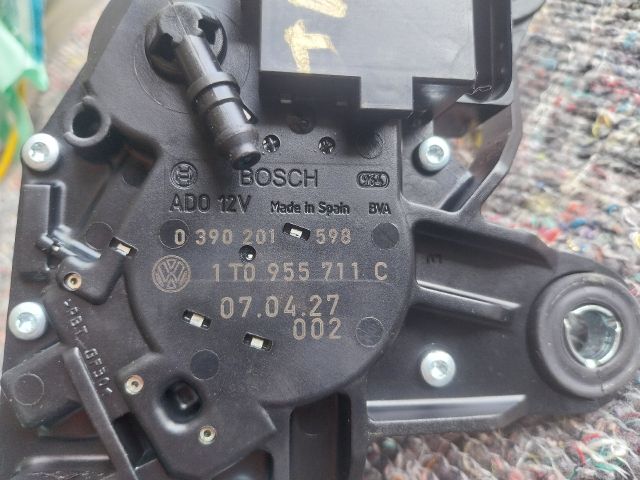 BOSCH
ADO 12V Made in Spain BVA
0 390 201 598
1T0 955 711 C
07.04.27
002